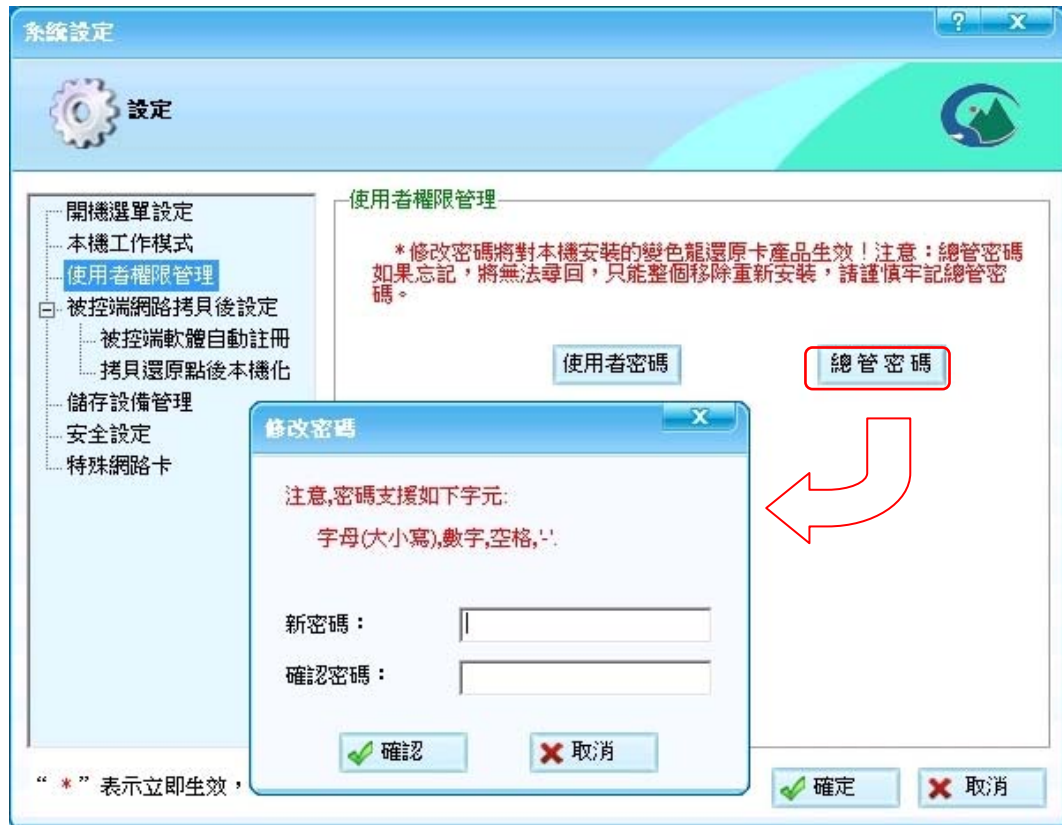 系統設定
設定
開機選單設定
本機工作模式
使用者權限管理
被控端網路拷貝後設定
被控端軟體自動註冊
拷貝還原點後本機化
儲存設備管理
安全設定
特殊網路卡
使用者權限管理
*修改密碼將對本機安裝的變色龍還原卡產品生效！注意：總管密碼
如果忘記，將無法尋回，只能整個移除重新安裝，請謹慎牢記總管密
碼。
使用者密碼
總管密碼
修改密碼
注意,密碼支援如下字元:
字母(大小寫),數字,空格,'-'.
新密碼：
確認密碼：
確認
取消
“ * ” 表示立即生效，
確定
取消